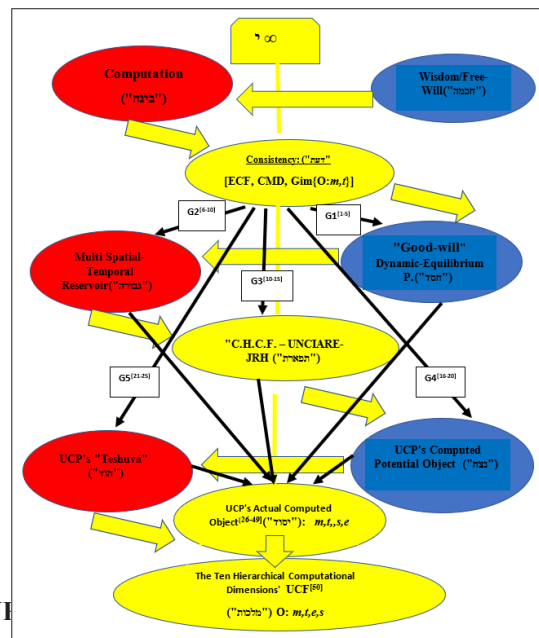 ∞ י
Computation
("בינה")
Wisdom/Free-
Will("חכמה")
Consistency: ("דעת"
[ECF, CMD, Gim{O:m,t}]
G2[6-10]
G1[1-5]
Multi Spatial-
Temporal
Reservoir("גבורה")
"Good-will"
Dynamic-Equilibrium
P.("חסד")
G3[10-15]
"C.H.C.F. – UNCIARE-
JRH ("תפארת")
G5[21-25]
G4[16-20]
UCP's "Teshuva"
("הוד")
UCP's Computed
Potential Object ("נצח")
UCP's Actual Computed
Object[26-49]("יסוד"): m,t,,s,e
The Ten Hierarchical Computational
Dimensions' UCF[50]
("מלכות") O: m,t,e,s